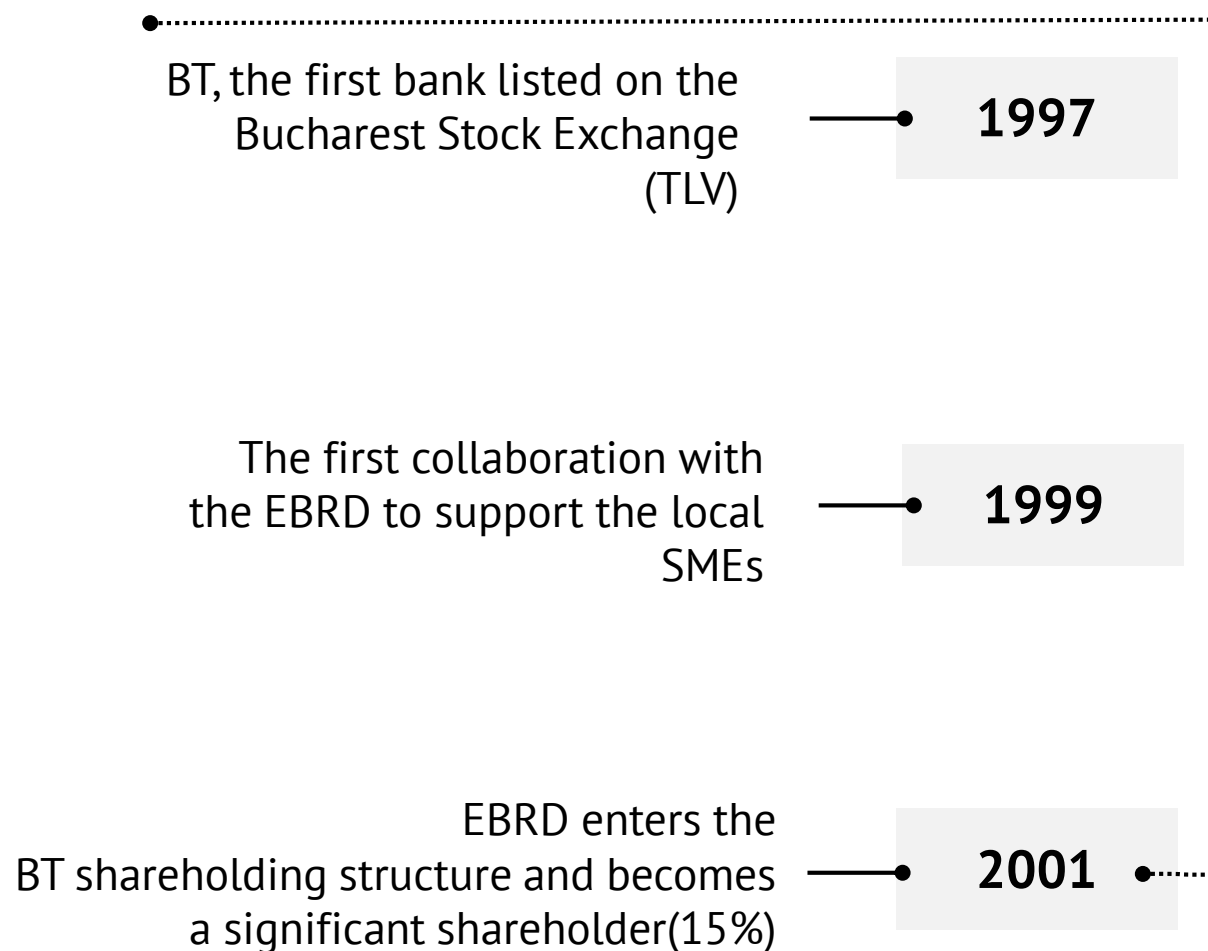 BT, the first bank listed on the
Bucharest Stock Exchange
(TLV)
1997
The first collaboration with
the EBRD to support the local
SMEs
1999
EBRD enters the
BT shareholding structure and becomes
a significant shareholder(15%)
2001